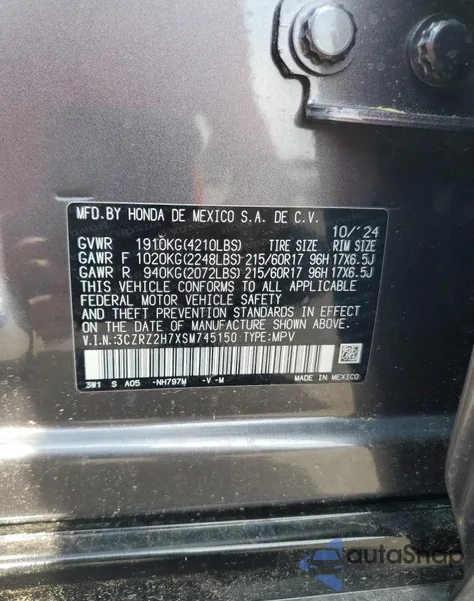 MFD.BY HONDA DE MEXICO S.A. DE C.V.
10/'24
GVWR 1910KG(4210LBS) TIRE SIZE RIM SIZE
GAWR F 1020KG(2248LBS) 215/60R17 96H 17X6.5J
GAWR R 940KG(2072LBS) 215/60R17 96H 17X6.5J
THIS VEHICLE CONFORMS TO ALL APPLICABLE
FEDERAL MOTOR VEHICLE SAFETY
AND THEFT PREVENTION STANDARDS IN EFFECT
ON THE DATE OF MANUFACTURE SHOWN ABOVE.
V.I.N.:3CZRZ2H7XSM745150 TYPE:MPV
3W1 S A05 -NH797M -V-M MADE IN MEXICO
autoSnap